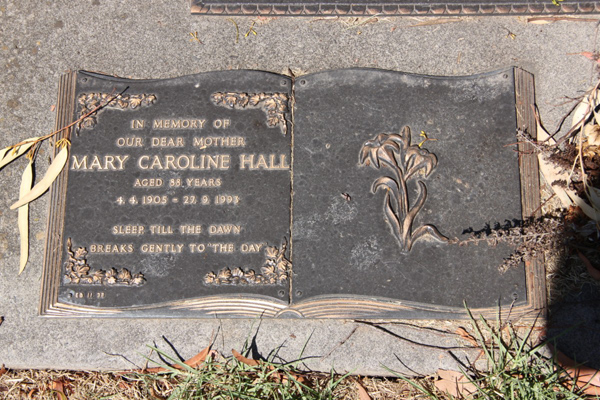 IN MEMORY OF
OUR DEAR MOTHER
MARY CAROLINE HALL
AGED 88 YEARS
4. 4. 1905 - 29. 9. 1993
SLEEP TILL THE DAWN
BREAKS GENTLY TO "THE DAY"